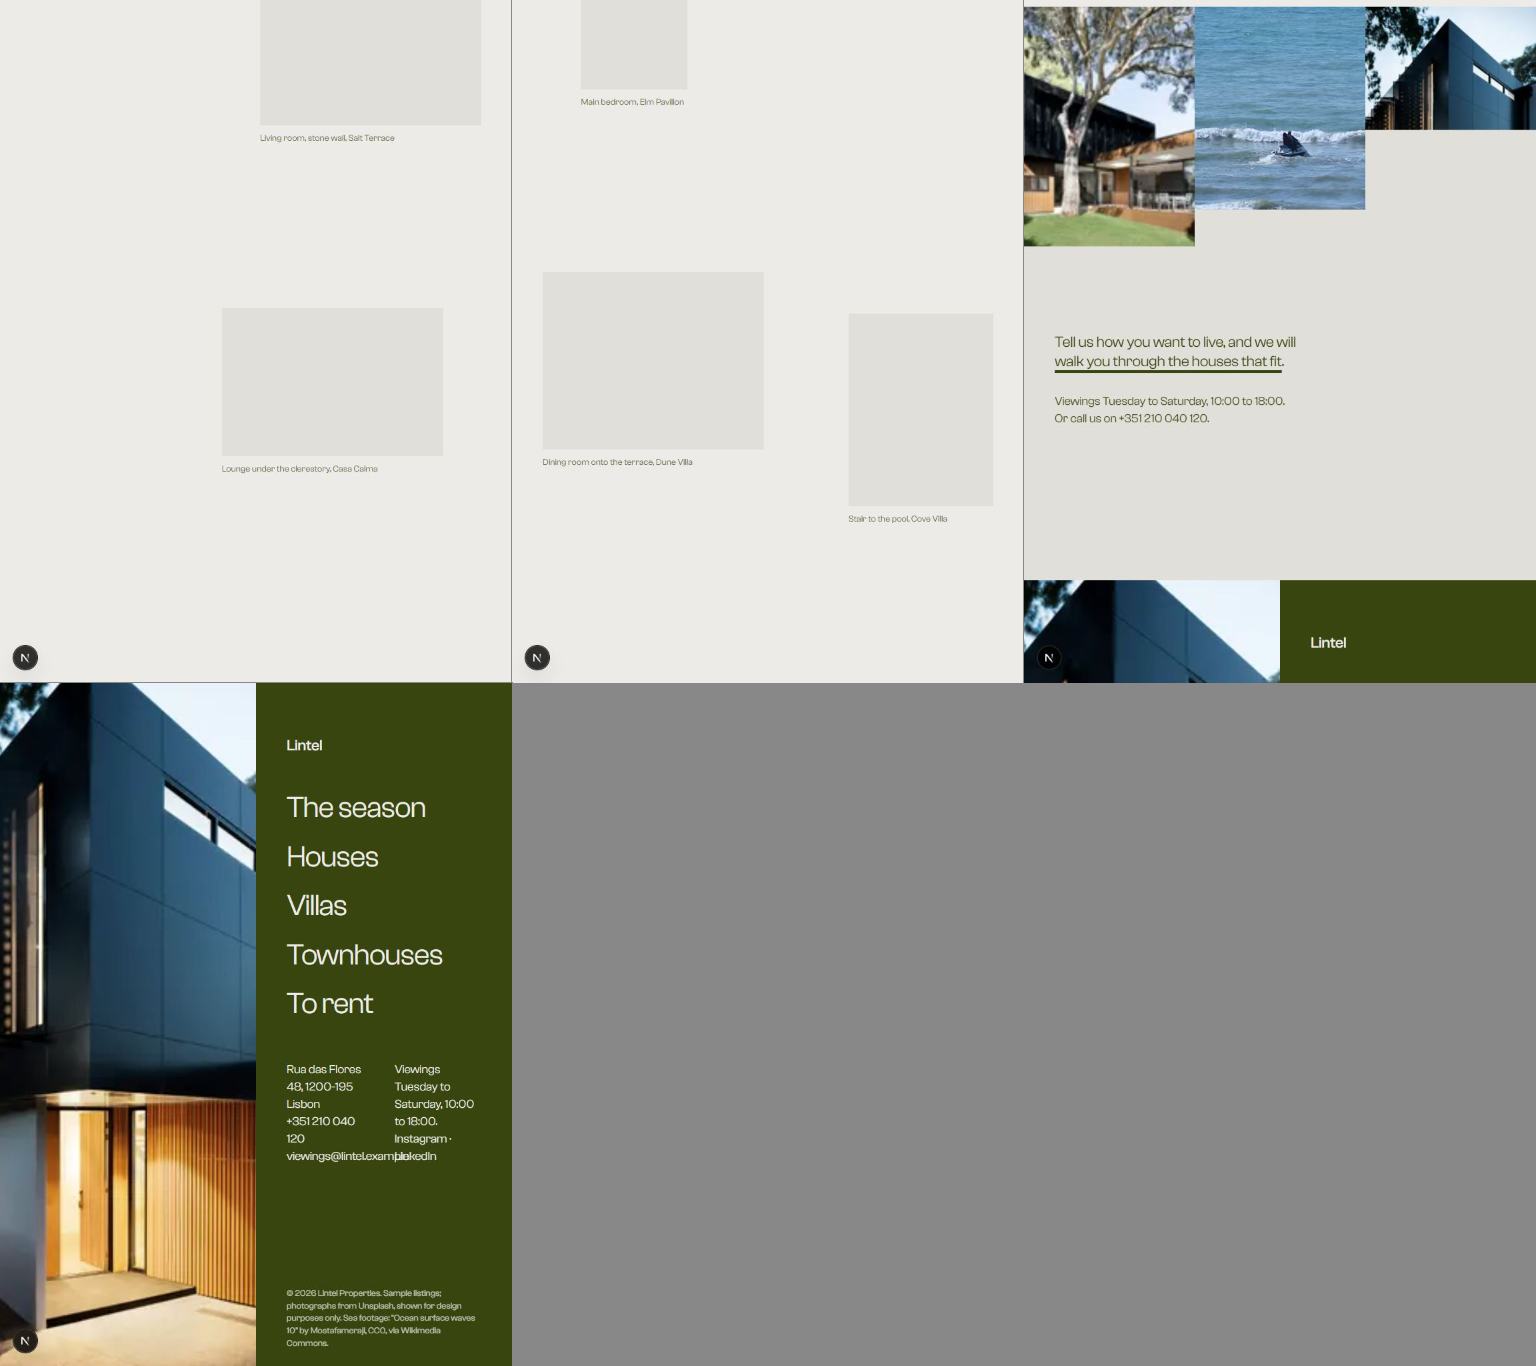 Living room, stone wall, Salt Terrace
Lounge under the clerestory, Casa Calma
N
Main bedroom, Elm Pavilion
Dining room onto the terrace, Dune Villa
Stair to the pool, Cove Villa
N
Tell us how you want to live, and we will
walk you through the houses that fit.
Viewings Tuesday to Saturday, 10:00 to 18:00.
Or call us on +351 210 040 120.
N
Lintel
Lintel
The season
Houses
Villas
Townhouses
To rent
Rua das Flores
48, 1200-195
Lisbon
+351 210 040
120
viewings@lintel.example
Viewings
Tuesday to
Saturday, 10:00
to 18:00.
Instagram ·
LinkedIn
© 2026 Lintel Properties. Sample listings;
photographs from Unsplash, shown for design
purposes only. Sea footage: "Ocean surface waves
10" by Mostafameraji, CC0, via Wikimedia
Commons.
N